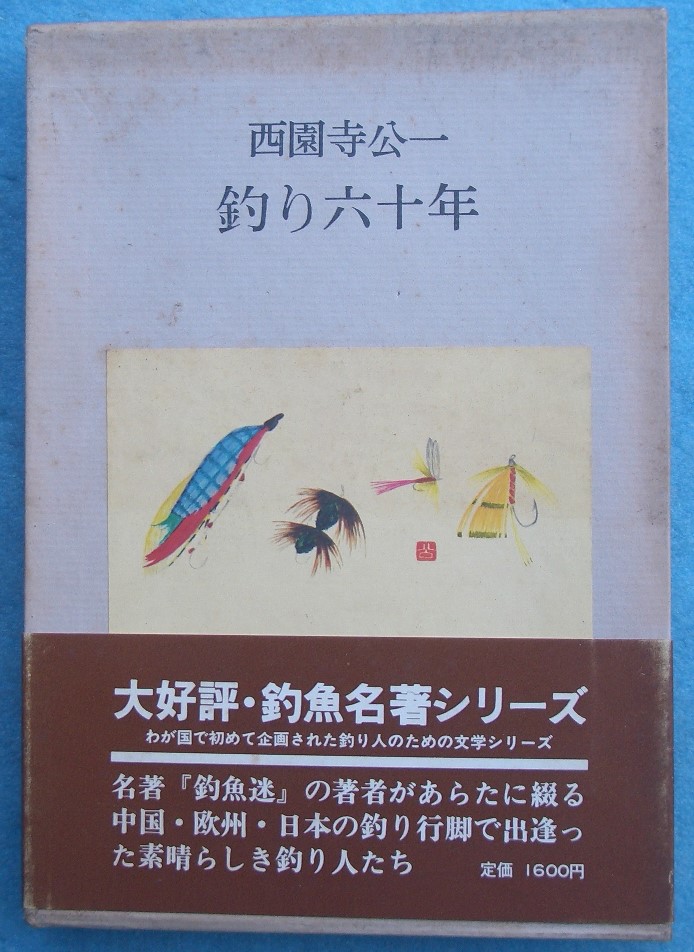 西園寺公一
釣り六十年
大好評・釣魚名著シリーズ
わが国で初めて企画された釣り人のための文学シリーズ
名著『釣魚迷』の著者があらたに綴る
中国・欧州・日本の釣り行脚で出逢っ
た素晴らしき釣り人たち
定価 1600円